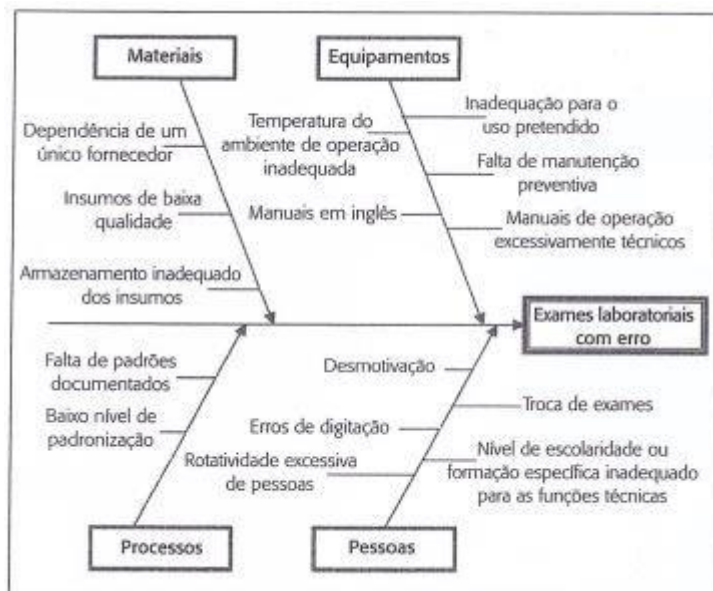 Materiais
Equipamentos
Dependência de um
único fornecedor
Insumos de baixa
qualidade
Armazenamento inadequado
dos insumos
Temperatura do
ambiente de operação
inadequada
Manuais em inglês
Inadequação para o
uso pretendido
Falta de manutenção
preventiva
Manuais de operação
excessivamente técnicos
Exames laboratoriais
com erro
Falta de padrões
documentados
Baixo nível de
padronização
Desmotivação
Erros de digitação
Rotatividade excessiva
de pessoas
Troca de exames
Nível de escolaridade ou
formação específica inadequado
para as funções técnicas
Processos
Pessoas